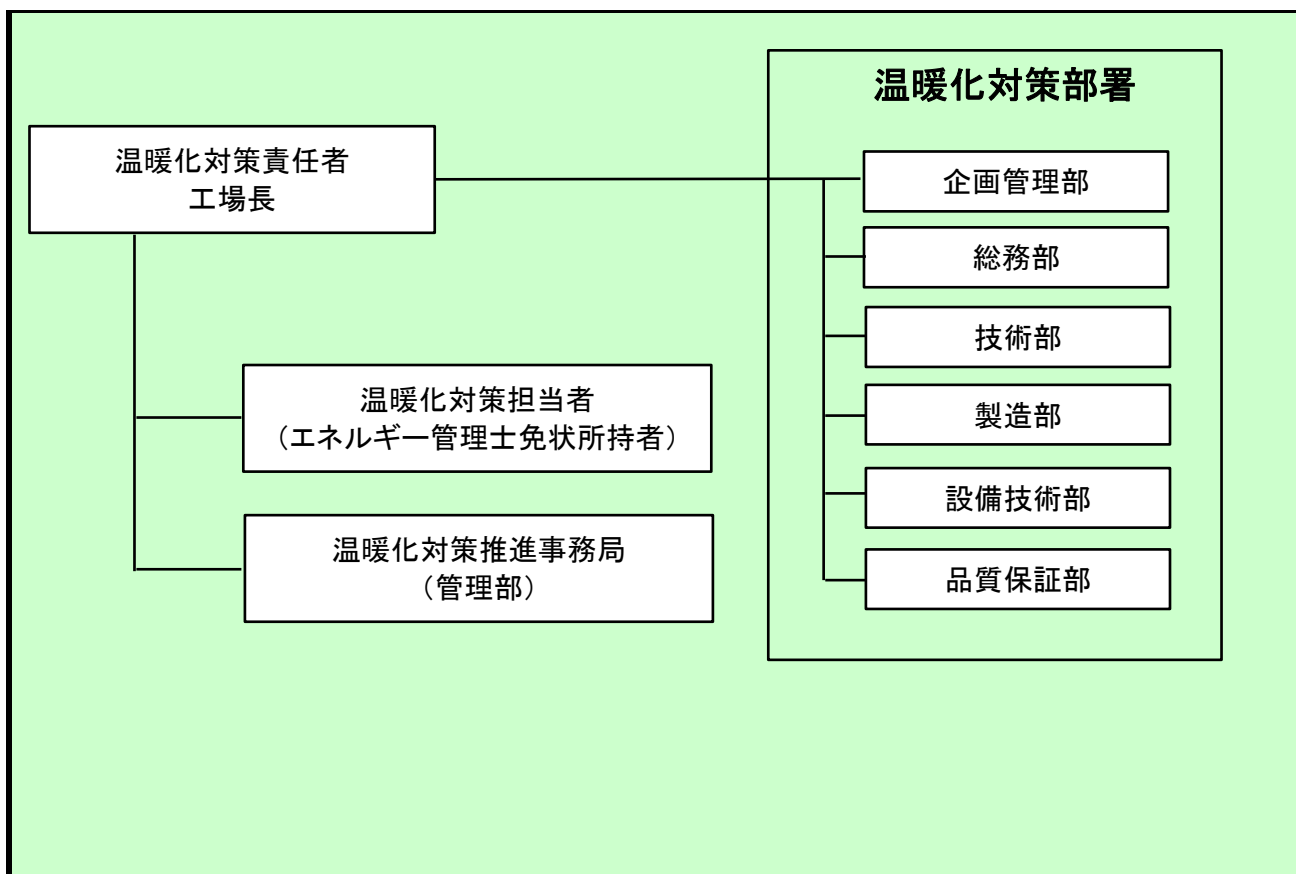 温暖化対策責任者
工場長
温暖化対策担当者
（エネルギー管理士免状所持者）
温暖化対策推進事務局
（管理部）
温暖化対策部署
企画管理部
総務部
技術部
製造部
設備技術部
品質保証部